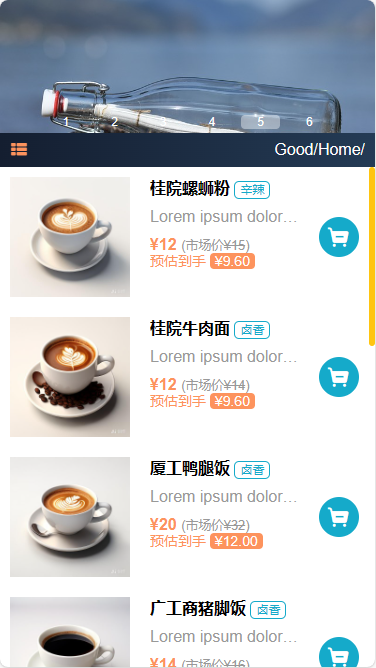 1 2 3 4 5 6
Good/Home/
桂院螺蛳粉 辛辣
Lorem ipsum dolor…
¥12 (市场价¥15)
预估到手 ¥9.60
桂院牛肉面 卤香
Lorem ipsum dolor…
¥12 (市场价¥14)
预估到手 ¥9.60
厦工鸭腿饭 卤香
Lorem ipsum dolor…
¥20 (市场价¥32)
预估到手 ¥12.00
广工商猪脚饭 卤香
Lorem ipsum dolor…
¥14 (市场价¥16)